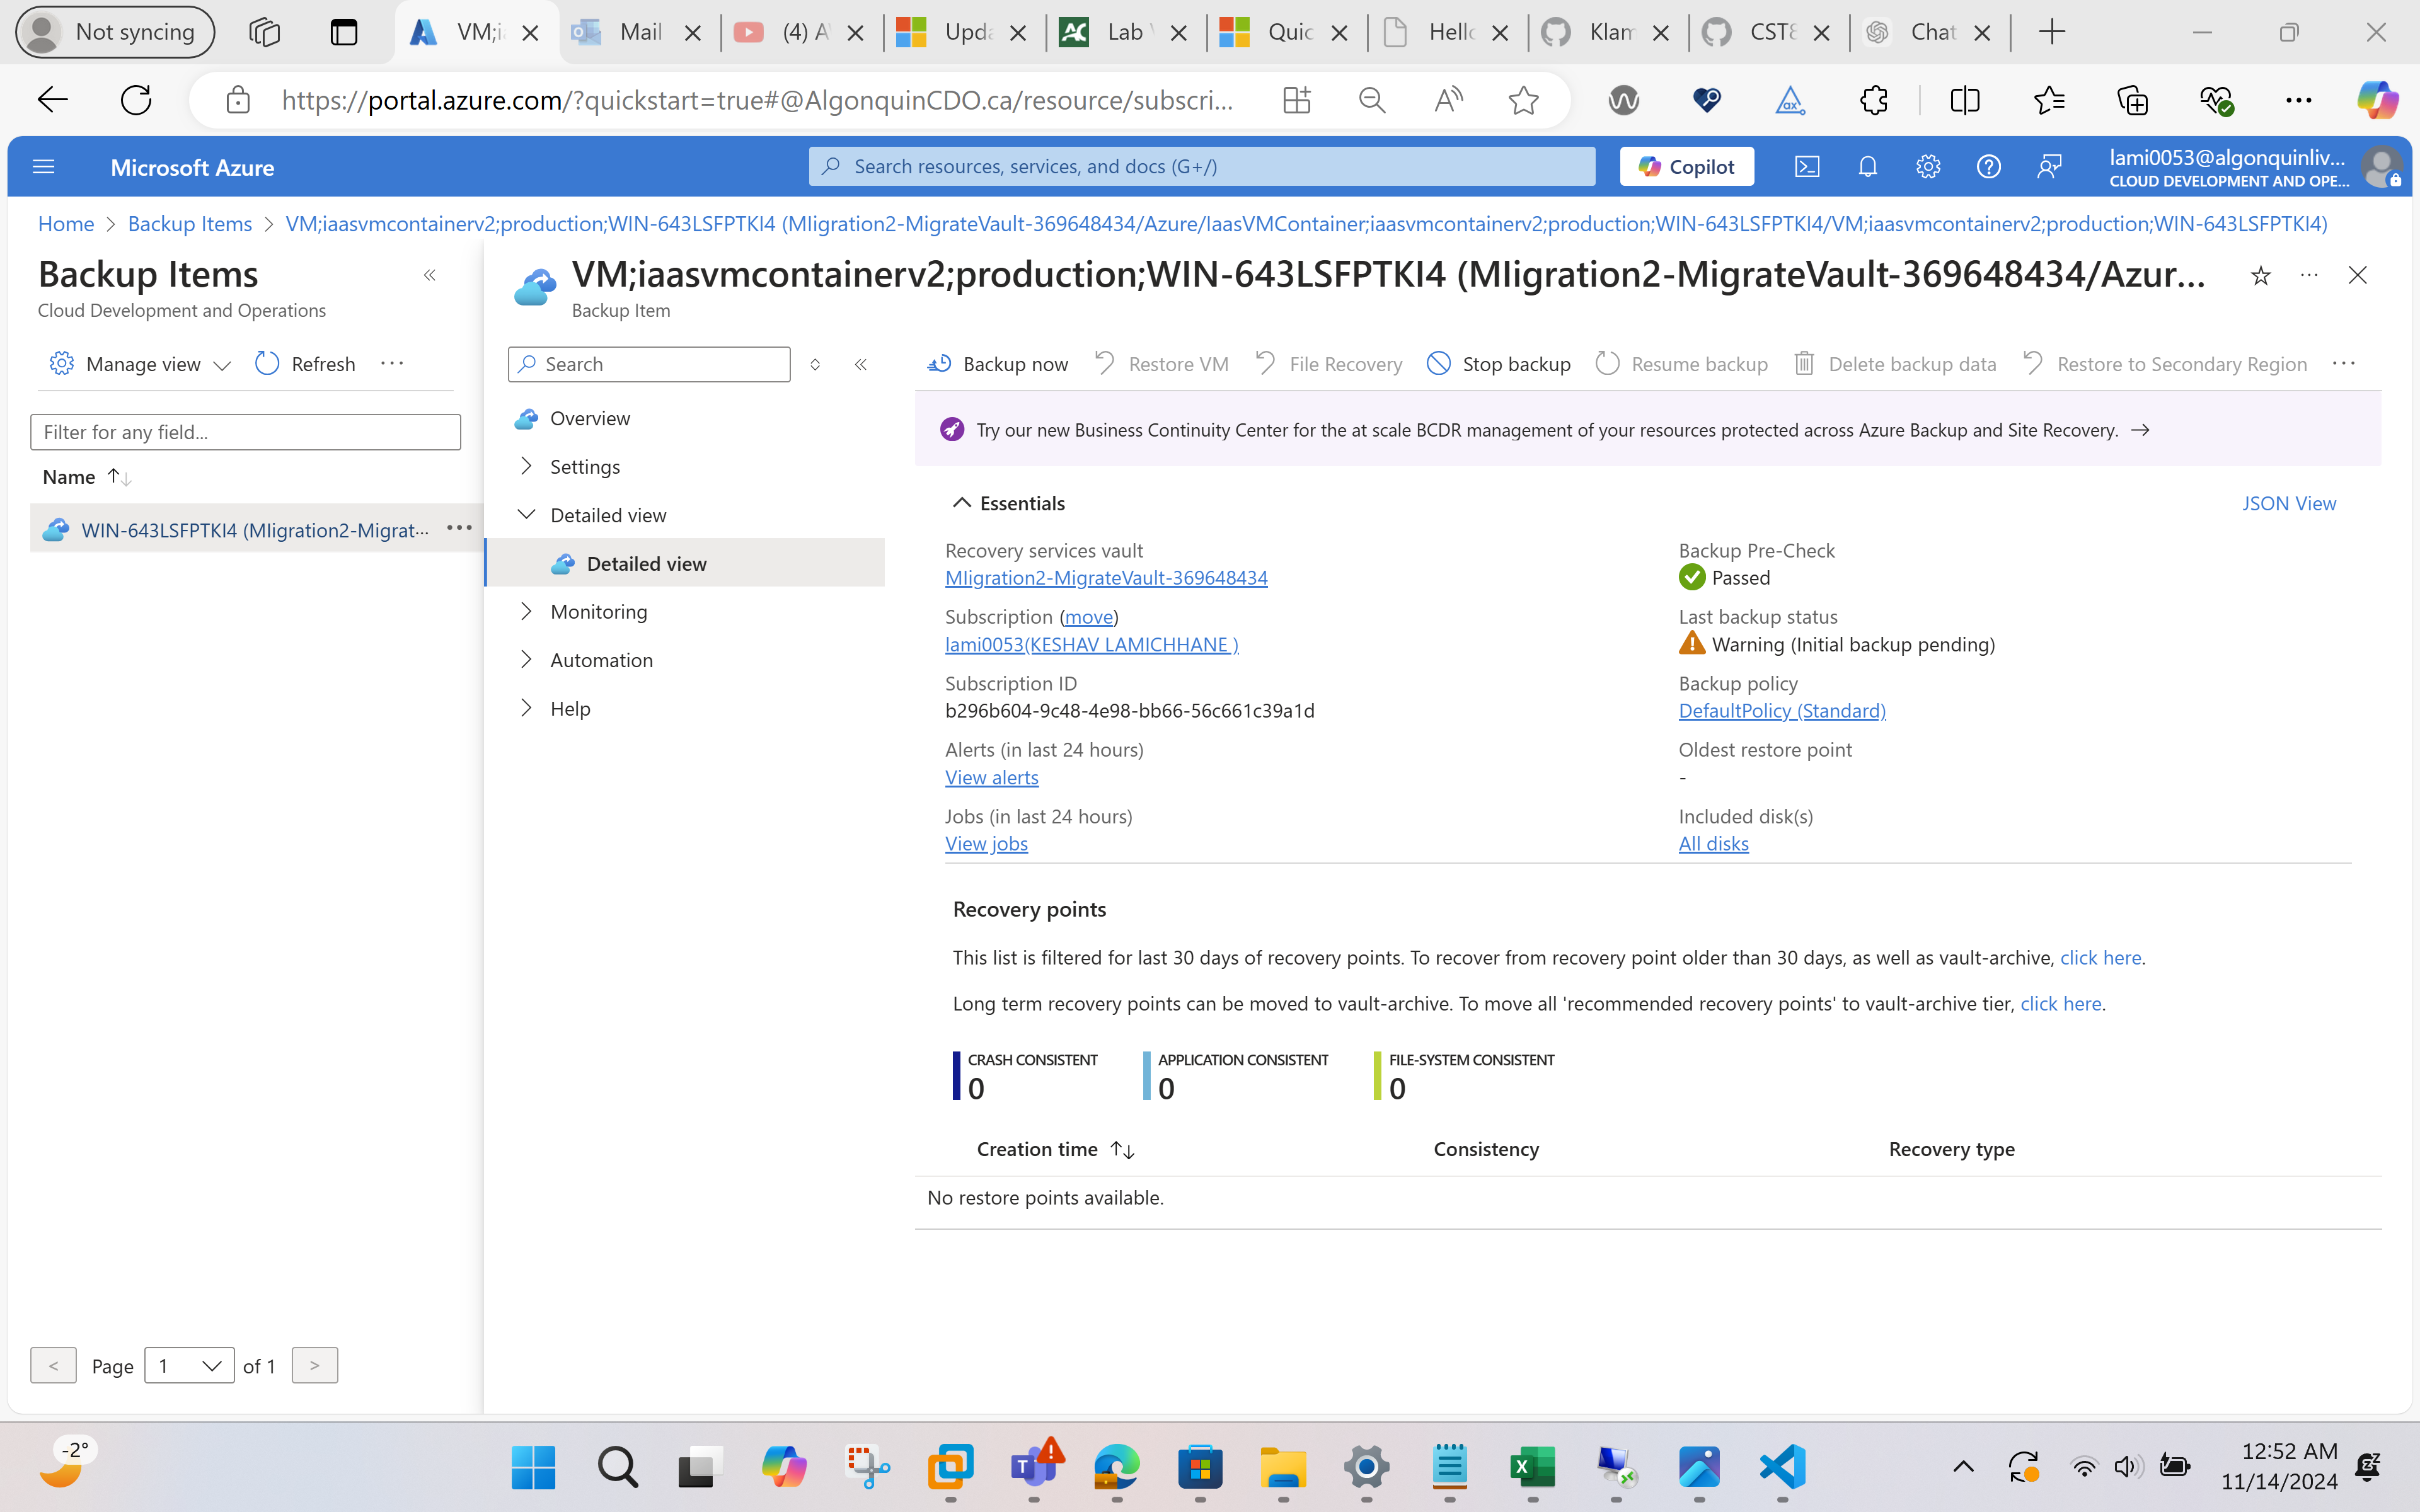 Not syncing
VM;i
Mail
(4) A
Upda
Lab
Quic
Hello
Klam
CST8
Chat
https://portal.azure.com/?quickstart=true#@AlgonquinCDO.ca/resource/subscri...
Microsoft Azure
Search resources, services, and docs (G+/)
Copilot
lami0053@algonquinliv...
CLOUD DEVELOPMENT AND OPE...
Home > Backup Items > VM;iaasvmcontainerv2;production;WIN-643LSFPTKI4 (MIigration2-MigrateVault-369648434/Azure/IaasVMContainer;iaasvmcontainerv2;production;WIN-643LSFPTKI4/VM;iaasvmcontainerv2;production;WIN-643LSFPTKI4)
Backup Items
Cloud Development and Operations
Manage view
Refresh
Filter for any field...
Name
WIN-643LSFPTKI4 (MIigration2-Migrat...
< Page 1 of 1 >
VM;iaasvmcontainerv2;production;WIN-643LSFPTKI4 (MIigration2-MigrateVault-369648434/Azur...
Backup Item
Search
Overview
Settings
Detailed view
Detailed view
Monitoring
Automation
Help
Backup now
Restore VM
File Recovery
Stop backup
Resume backup
Delete backup data
Restore to Secondary Region
Try our new Business Continuity Center for the at scale BCDR management of your resources protected across Azure Backup and Site Recovery. →
Essentials
JSON View
Recovery services vault
MIigration2-MigrateVault-369648434
Subscription (move)
lami0053(KESHAV LAMICHHANE )
Subscription ID
b296b604-9c48-4e98-bb66-56c661c39a1d
Alerts (in last 24 hours)
View alerts
Jobs (in last 24 hours)
View jobs
Backup Pre-Check
Passed
Last backup status
Warning (Initial backup pending)
Backup policy
DefaultPolicy (Standard)
Oldest restore point
-
Included disk(s)
All disks
Recovery points
This list is filtered for last 30 days of recovery points. To recover from recovery point older than 30 days, as well as vault-archive, click here.
Long term recovery points can be moved to vault-archive. To move all 'recommended recovery points' to vault-archive tier, click here.
CRASH CONSISTENT
0
APPLICATION CONSISTENT
0
FILE-SYSTEM CONSISTENT
0
Creation time
Consistency
Recovery type
No restore points available.
-2°
12:52 AM
11/14/2024